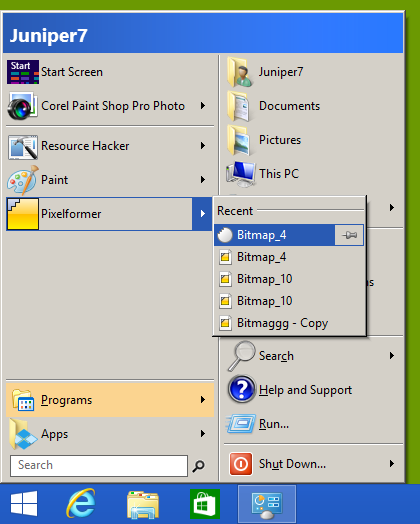 Juniper7
Start
Start Screen
Corel Paint Shop Pro Photo
Resource Hacker
Paint
Pixelformer
Programs
Apps
Search
Juniper7
Documents
Pictures
This PC
Recent
Bitmap_4
Bitmap_4
Bitmap_10
Bitmap_10
Bitmaggg - Copy
Search
Help and Support
Run...
Shut Down...